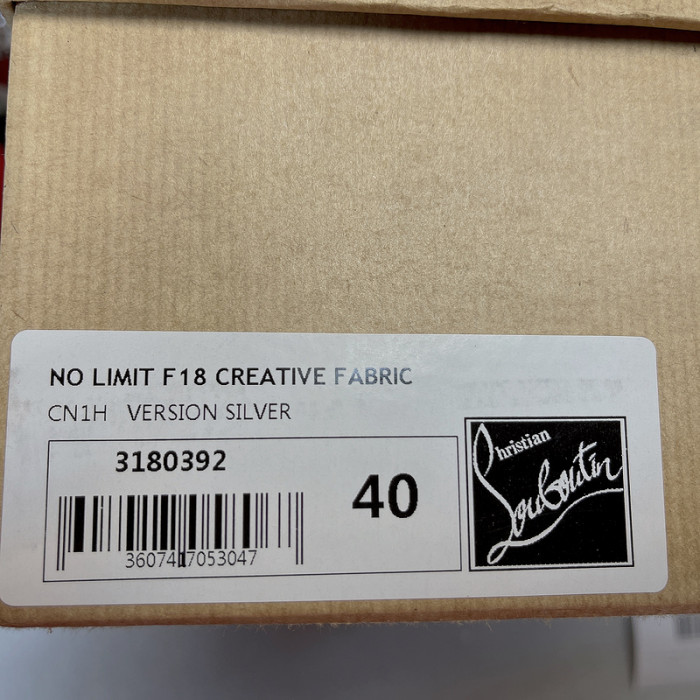 NO LIMIT F18 CREATIVE FABRIC
CN1H VERSION SILVER
3180392
40
3607417053047
Christian
Louboutin